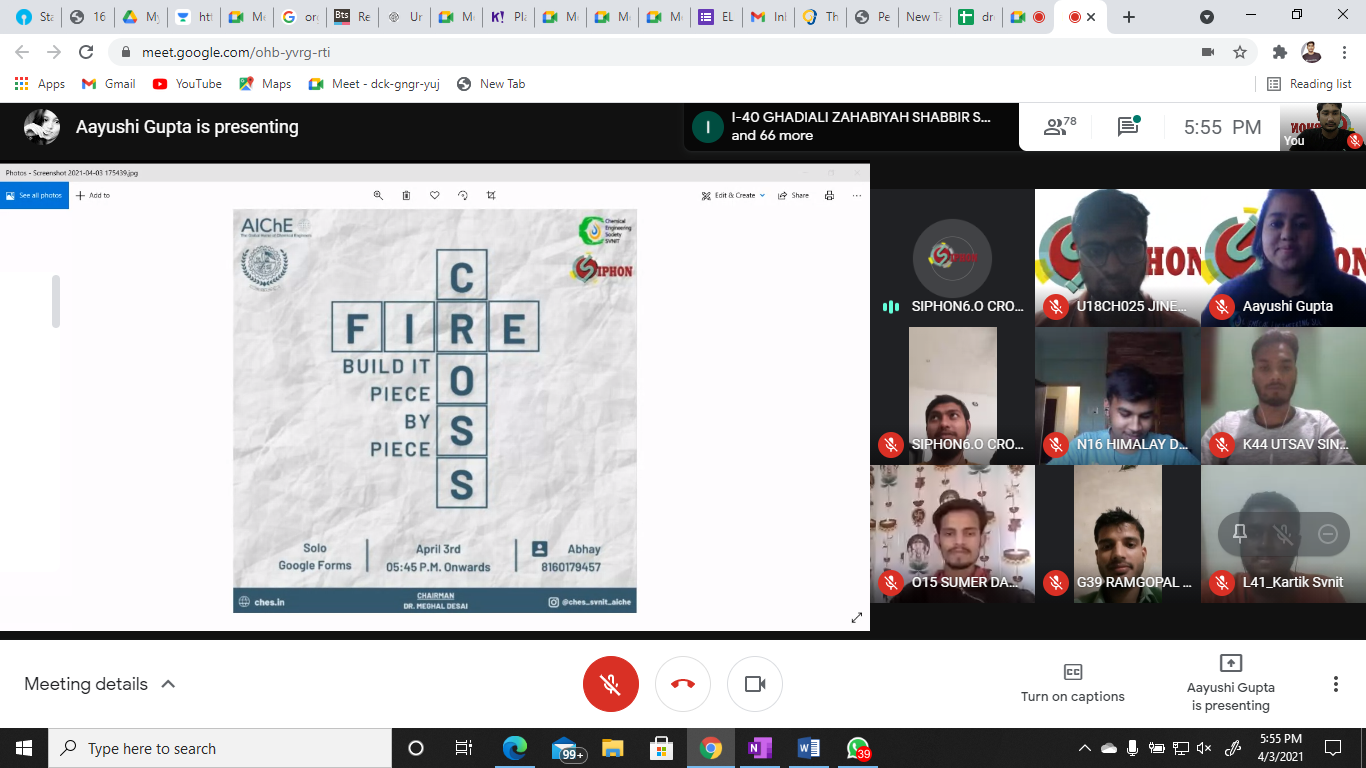 Sta
16
My
htt
Me
org
Bts
Re
Ur
Me
Pla
Me
Me
Me
EL
Inl
Th
Pe
New Ta
dr
meet.google.com/ohb-yvrg-rti
Apps
Gmail
YouTube
Maps
Meet - dck-gngr-yuj
New Tab
Reading list
Aayushi Gupta is presenting
I
I-40 GHADIALI ZAHABIYAH SHABBIR S...
and 66 more
78
5:55 PM
You
Photos - Screenshot 2021-04-03 175439.jpg
See all photos
Add to
Edit & Create
Share
AIChE
Chemical
Engineering
Society
SVNIT
SIPHON
C
FIRE
O
S
S
BUILD IT
PIECE
BY
PIECE
Solo
Google Forms
April 3rd
05:45 P.M. Onwards
Abhay
8160179457
ches.in
CHAIRMAN
DR. MEGHAL DESAI
@ches_svnit_aiche
SIPHON6.O CRO...
U18CH025 JINE...
Aayushi Gupta
SIPHON6.O CRO...
N16 HIMALAY D...
K44 UTSAV SIN...
O15 SUMER DA...
G39 RAMGOPAL ...
L41_Kartik Svnit
Meeting details
Turn on captions
Aayushi Gupta
is presenting
Type here to search
99+
39
5:55 PM
4/3/2021